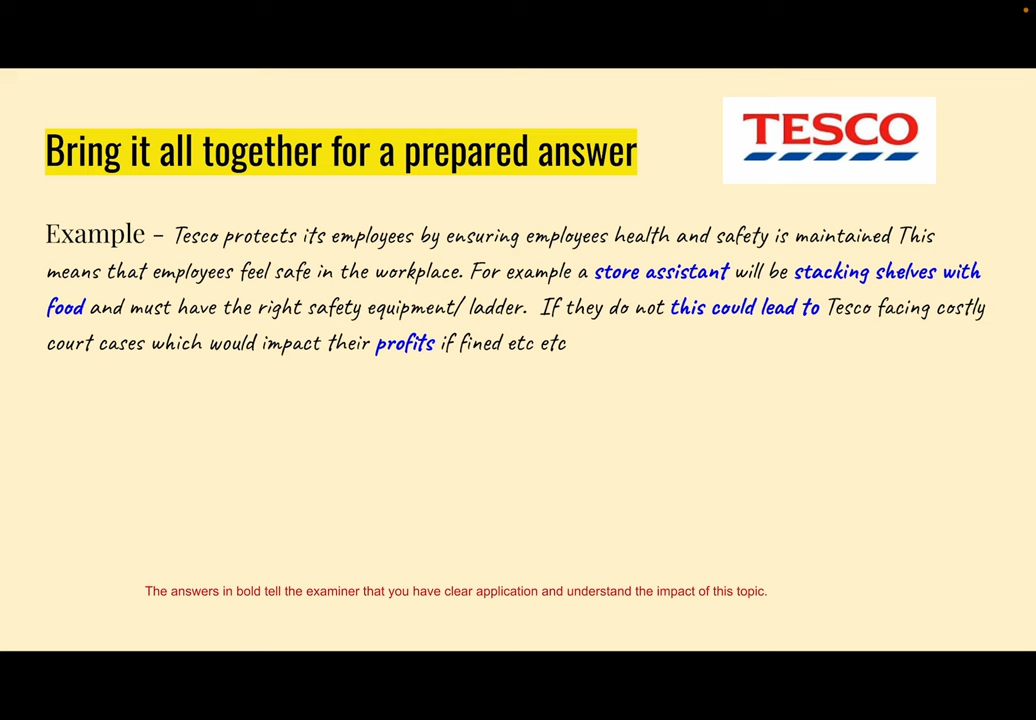 TESCO
Bring it all together for a prepared answer
Example - Tesco protects its employees by ensuring employees health and safety is maintained This
means that employees feel safe in the workplace. For example a store assistant will be stacking shelves with
food and must have the right safety equipment/ ladder. If they do not this could lead to Tesco facing costly
court cases which would impact their profits if fined etc etc
The answers in bold tell the examiner that you have clear application and understand the impact of this topic.